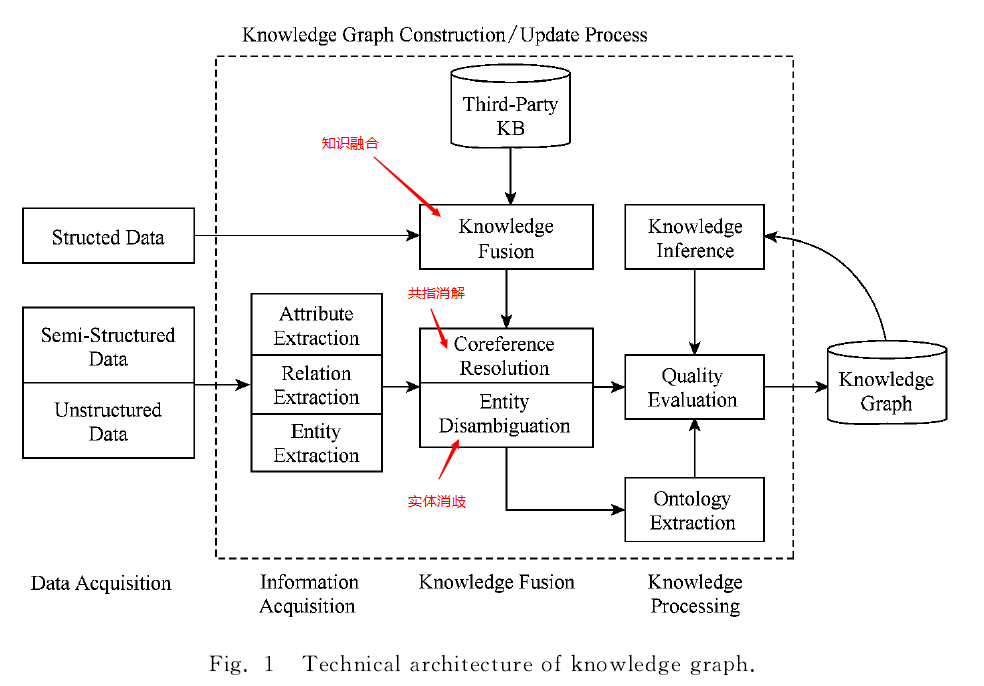 Knowledge Graph Construction/Update Process
Third-Party
KB
知识融合
Structed Data
Knowledge
Fusion
Knowledge
Inference
共指消解
Semi-Structured
Data
Unstructured
Data
Attribute
Extraction
Relation
Extraction
Entity
Extraction
Coreference
Resolution
Entity
Disambiguation
实体消歧
Quality
Evaluation
Ontology
Extraction
Knowledge
Graph
Data Acquisition
Information
Acquisition
Knowledge Fusion
Knowledge
Processing
Fig. 1 Technical architecture of knowledge graph.